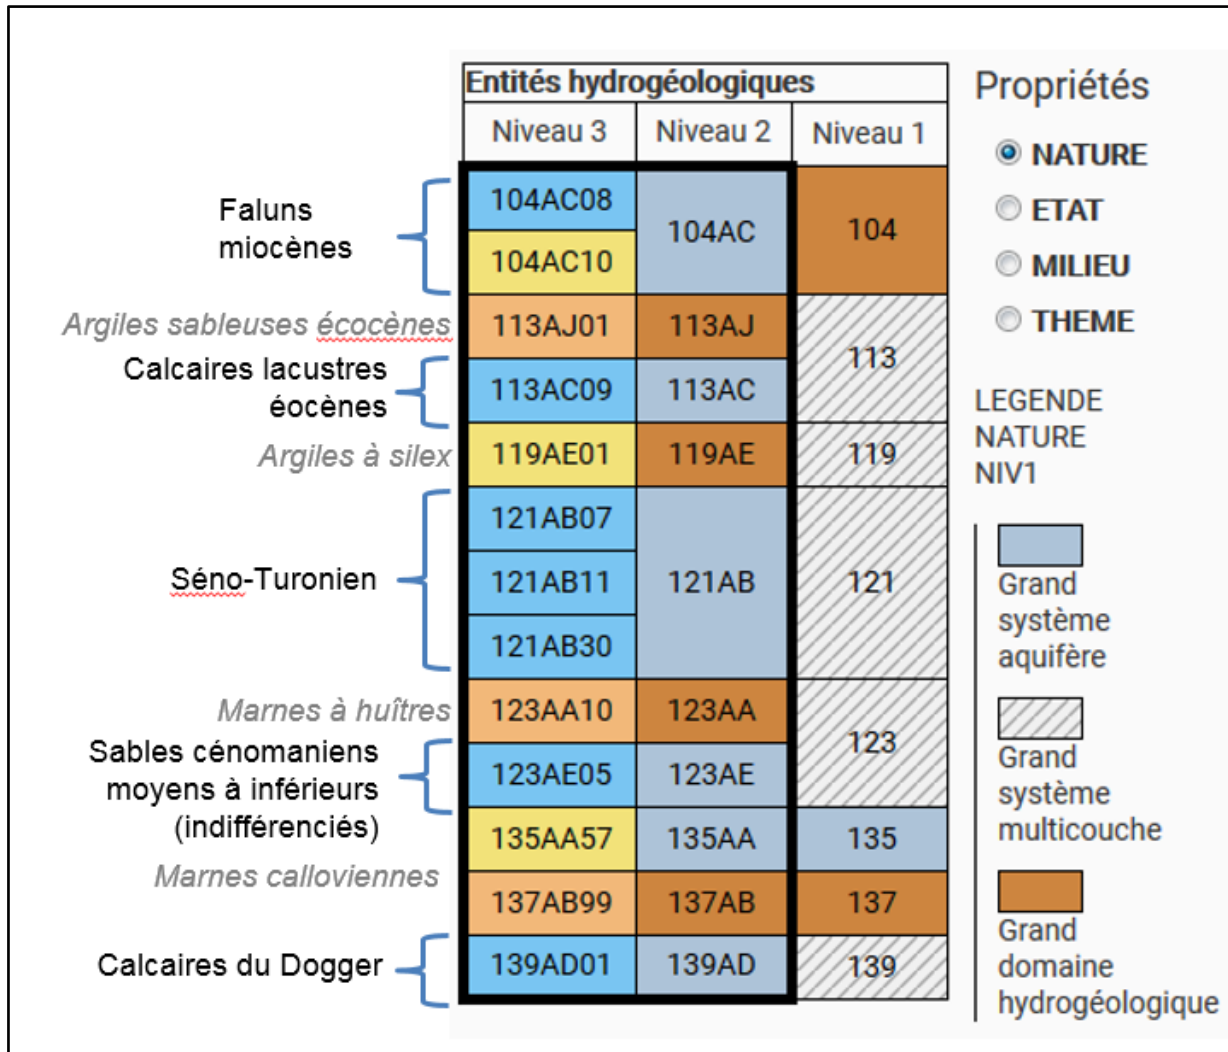 Entités hydrogéologiques
Niveau 3 Niveau 2 Niveau 1
Faluns
miocènes
104AC08
104AC10
104AC
104
Argiles sableuses écocènes
113AJ01 113AJ
113
Calcaires lacustres
éocènes
113AC09 113AC
Argiles à silex
119AE01 119AE 119
Séno-Turonien
121AB07
121AB11
121AB30
121AB
121
Marnes à huîtres
123AA10 123AA
123
Sables cénomaniens
moyens à inférieurs
(indifférenciés)
123AE05 123AE
135AA57 135AA 135
Marnes calloviennes
137AB99 137AB 137
Calcaires du Dogger
139AD01 139AD 139
Propriétés
NATURE
ETAT
MILIEU
THEME
LEGENDE
NATURE
NIV1
Grand
système
aquifère
Grand
système
multicouche
Grand
domaine
hydrogéologique